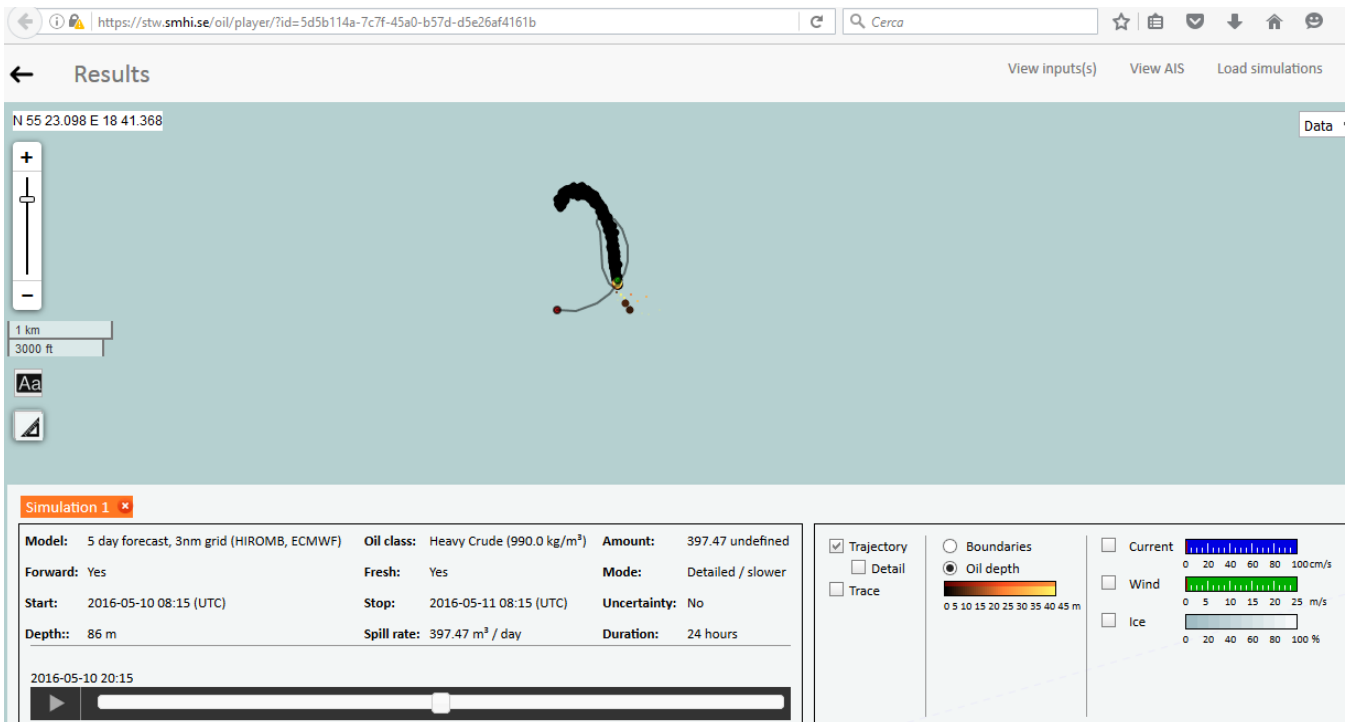 https://stw.smhi.se/oil/player/?id=5d5b114a-7c7f-45a0-b57d-d5e26af4161b
Cerca
Results
View inputs(s) View AIS Load simulations
N 55 23.098 E 18 41.368
Data
+
−
1 km
3000 ft
Aa
Simulation 1
Model: 5 day forecast, 3nm grid (HIROMB, ECMWF) Oil class: Heavy Crude (990.0 kg/m³) Amount: 397.47 undefined
Forward: Yes Fresh: Yes Mode: Detailed / slower
Start: 2016-05-10 08:15 (UTC) Stop: 2016-05-11 08:15 (UTC) Uncertainty: No
Depth:: 86 m Spill rate: 397.47 m³ / day Duration: 24 hours
2016-05-10 20:15
Trajectory
Detail
Trace
Boundaries
Oil depth
0 5 10 15 20 25 30 35 40 45 m
Current
0 20 40 60 80 100 cm/s
Wind
0 5 10 15 20 25 m/s
Ice
0 20 40 60 80 100 %